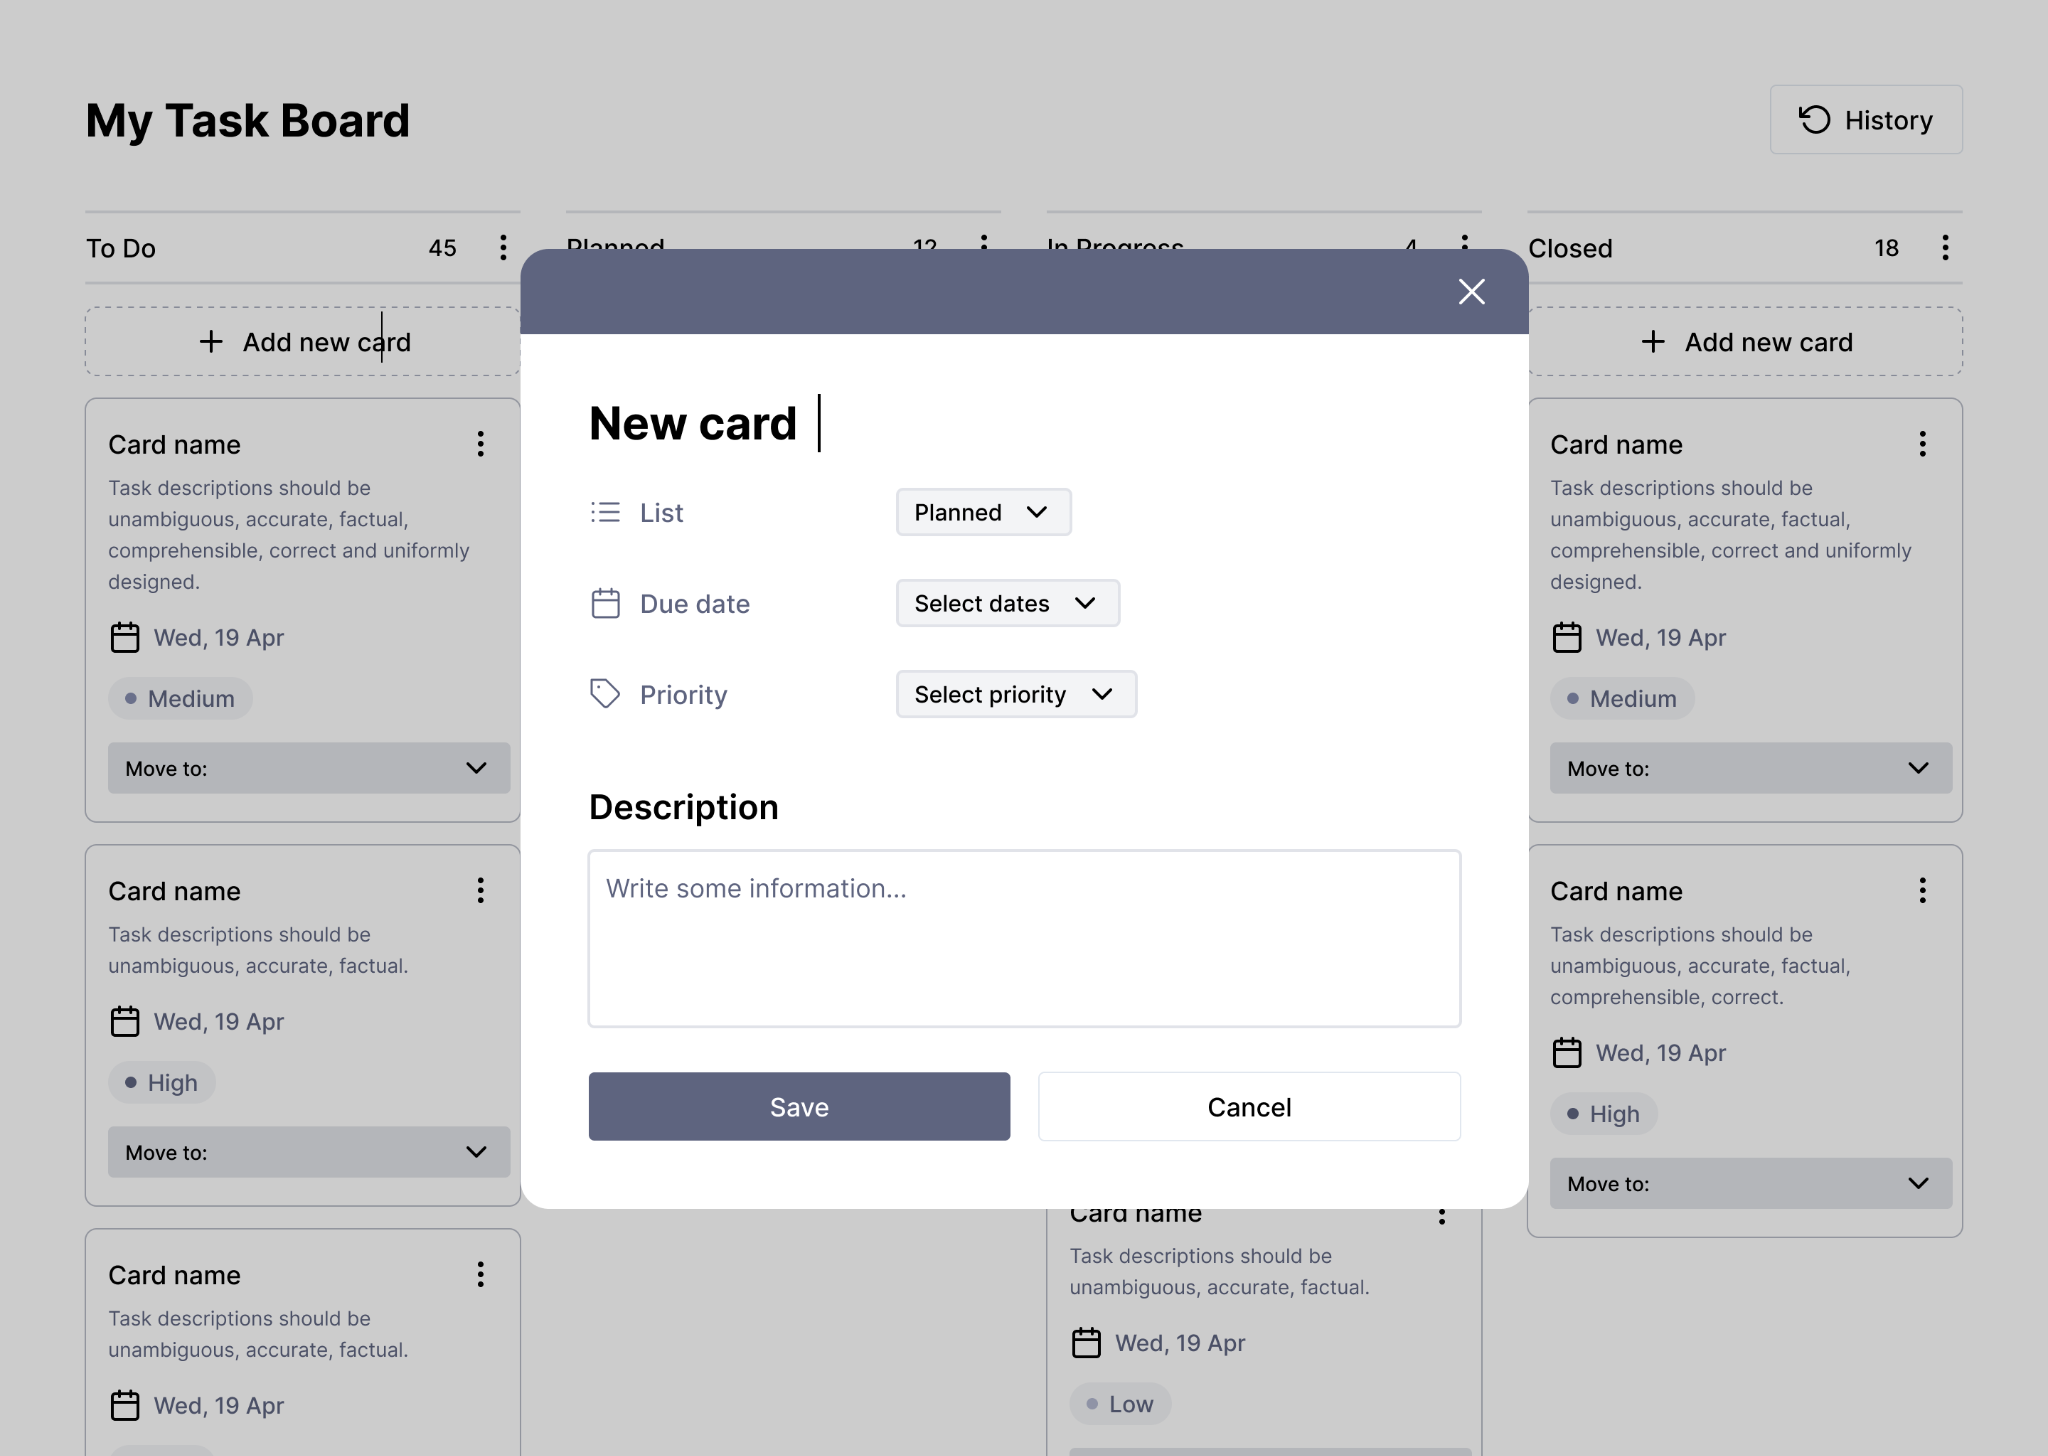 My Task Board
History
To Do 45
Planned 12
In Progress 4
Closed 18
Add new card
Card name
Task descriptions should be
unambiguous, accurate, factual,
comprehensible, correct and uniformly
designed.
Wed, 19 Apr
Medium
Move to:
Card name
Task descriptions should be
unambiguous, accurate, factual.
Wed, 19 Apr
High
Move to:
Card name
Task descriptions should be
unambiguous, accurate, factual.
Wed, 19 Apr
New card
List
Planned
Due date
Select dates
Priority
Select priority
Description
Write some information...
Save
Cancel
Card name
Task descriptions should be
unambiguous, accurate, factual.
Wed, 19 Apr
Low
Add new card
Card name
Task descriptions should be
unambiguous, accurate, factual,
comprehensible, correct and uniformly
designed.
Wed, 19 Apr
Medium
Move to:
Card name
Task descriptions should be
unambiguous, accurate, factual,
comprehensible, correct.
Wed, 19 Apr
High
Move to: